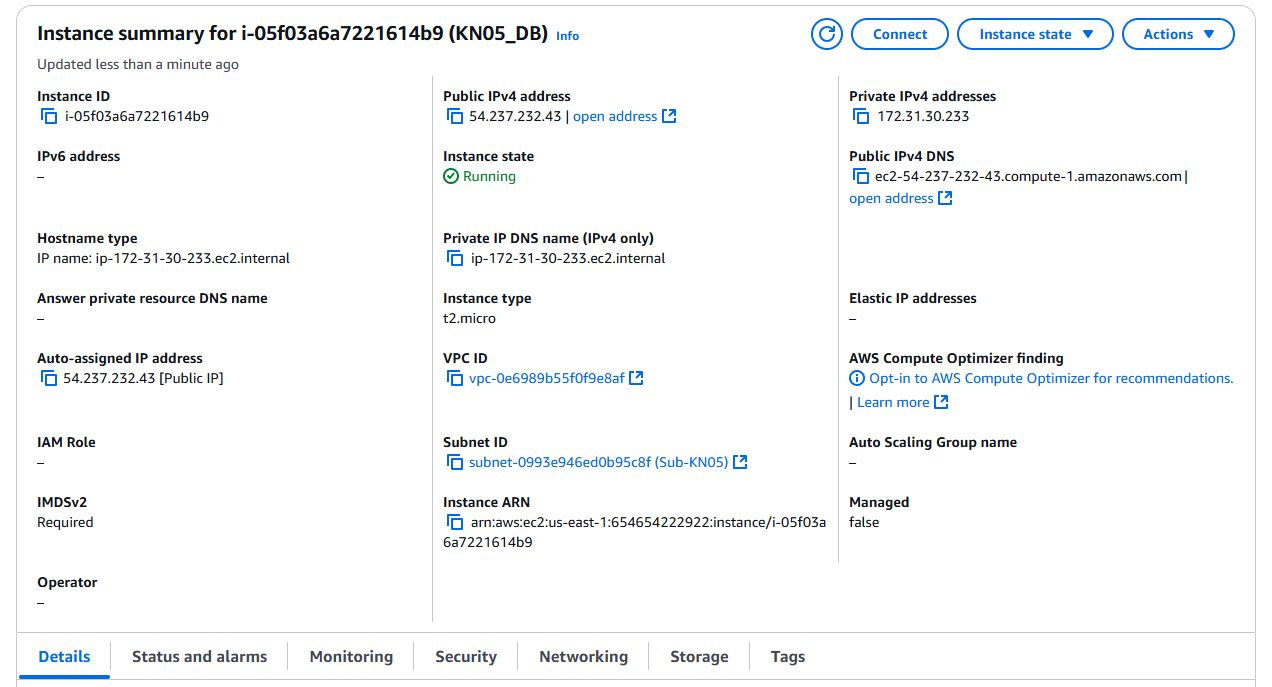 Instance summary for i-05f03a6a7221614b9 (KN05_DB) Info
Connect
Instance state
Actions
Updated less than a minute ago
Instance ID
i-05f03a6a7221614b9
Public IPv4 address
54.237.232.43 | open address
Private IPv4 addresses
172.31.30.233
IPv6 address
–
Instance state
Running
Public IPv4 DNS
ec2-54-237-232-43.compute-1.amazonaws.com |
open address
Hostname type
IP name: ip-172-31-30-233.ec2.internal
Private IP DNS name (IPv4 only)
ip-172-31-30-233.ec2.internal
Answer private resource DNS name
–
Instance type
t2.micro
Elastic IP addresses
–
Auto-assigned IP address
54.237.232.43 [Public IP]
VPC ID
vpc-0e6989b55f0f9e8af
AWS Compute Optimizer finding
Opt-in to AWS Compute Optimizer for recommendations.
| Learn more
IAM Role
–
Subnet ID
subnet-0993e946ed0b95c8f (Sub-KN05)
Auto Scaling Group name
–
IMDSv2
Required
Instance ARN
arn:aws:ec2:us-east-1:654654222922:instance/i-05f03a
6a7221614b9
Managed
false
Operator
–
Details
Status and alarms
Monitoring
Security
Networking
Storage
Tags